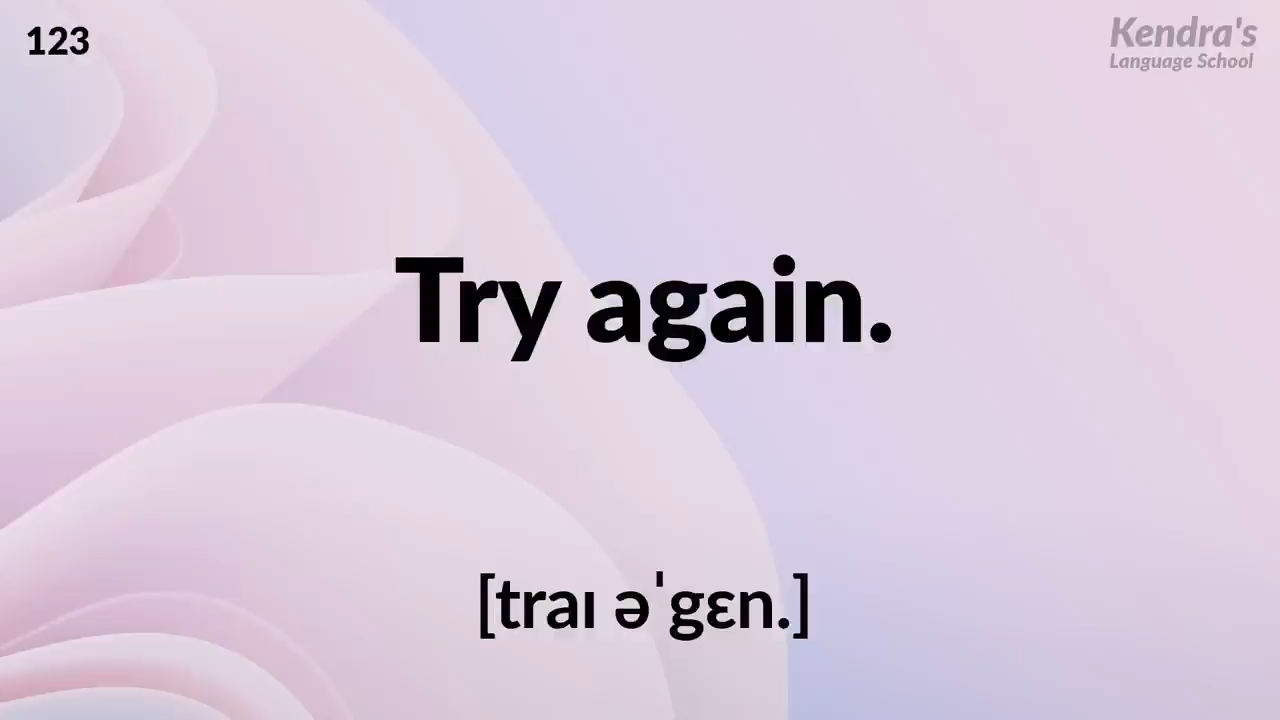 123
Kendra's
Language School
Try again.
[traɪ əˈɡɛn.]